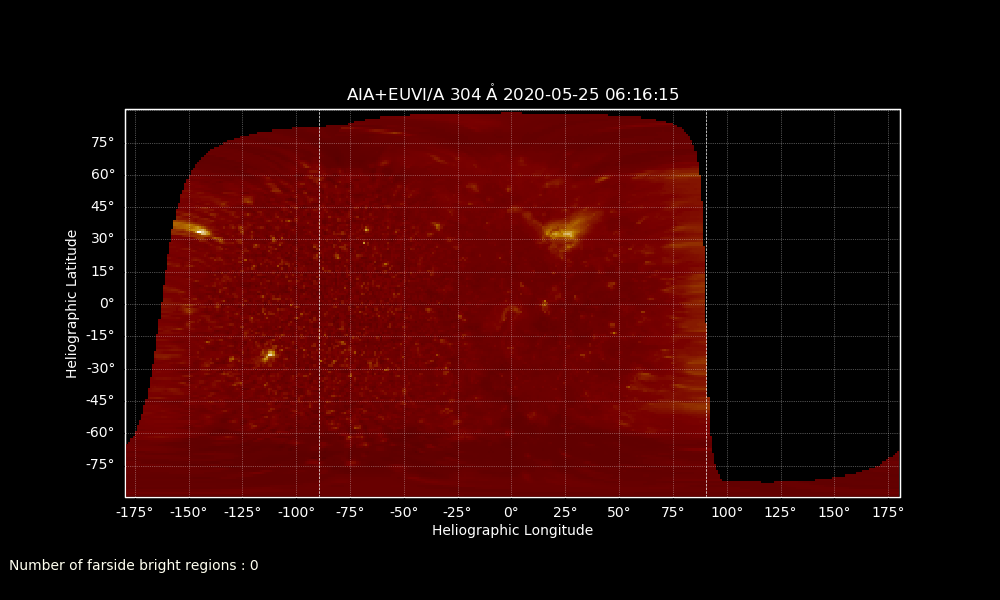 AIA+EUVI/A 304 Å 2020-05-25 06:16:15
75°
60°
45°
30°
15°
0°
-15°
-30°
-45°
-60°
-75°
Heliographic Latitude
-175° -150° -125° -100° -75° -50° -25° 0° 25° 50° 75° 100° 125° 150° 175°
Heliographic Longitude
Number of farside bright regions : 0